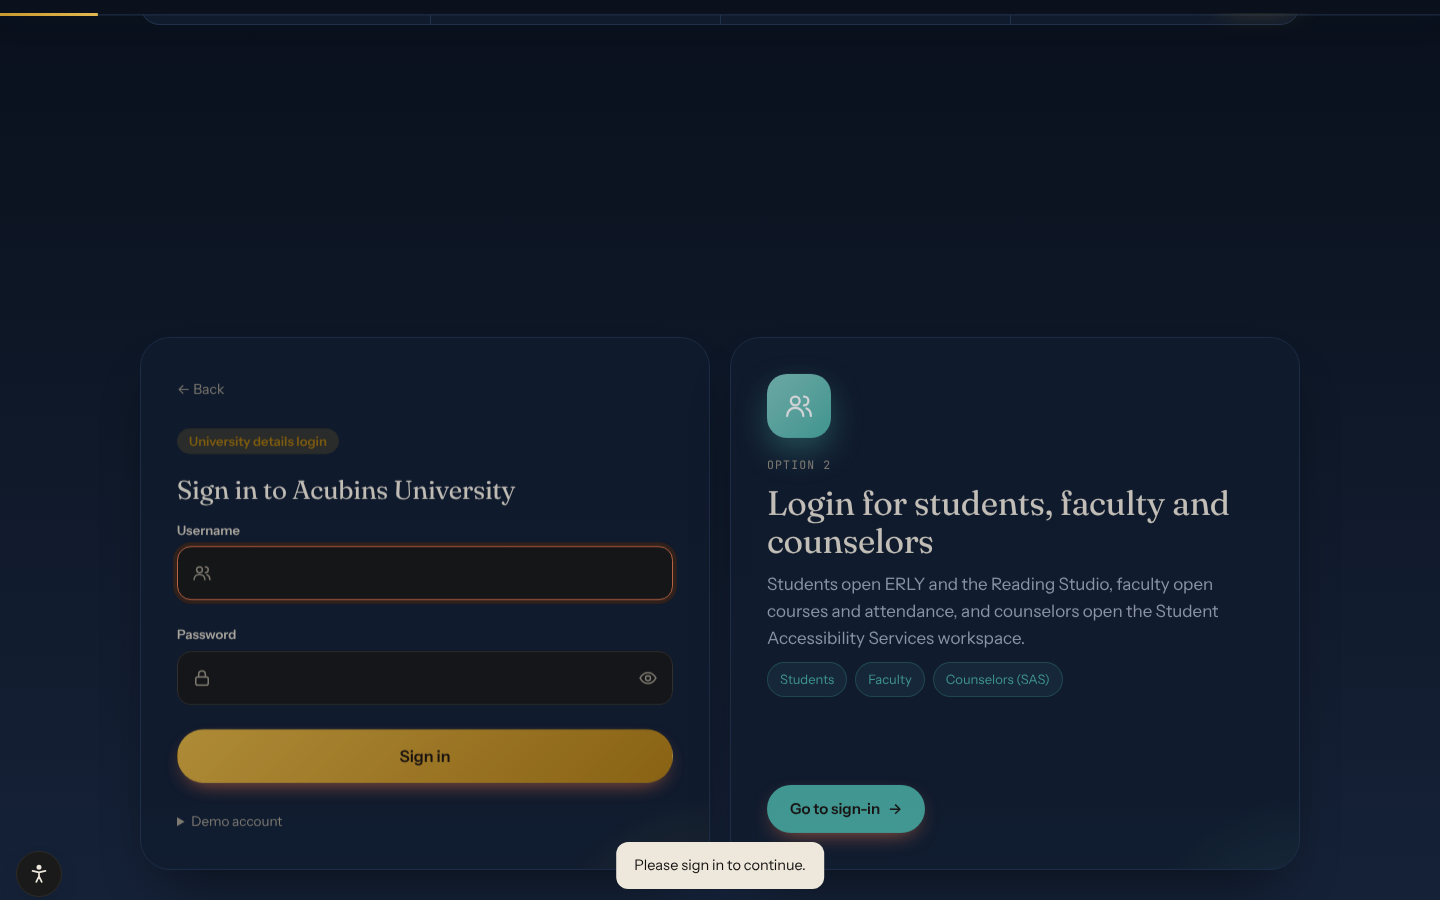 ← Back
University details login
Sign in to Acubins University
Username
Password
Sign in
Demo account
OPTION 2
Login for students, faculty and
counselors
Students open ERLY and the Reading Studio, faculty open
courses and attendance, and counselors open the Student
Accessibility Services workspace.
Students Faculty Counselors (SAS)
Go to sign-in →
Please sign in to continue.